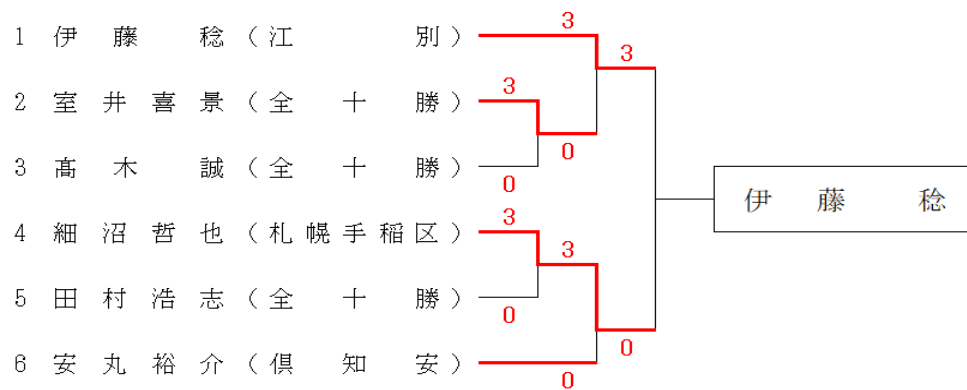 3
1 伊藤 稔（江別）
3
3
2 室井喜景（全十勝）
0
3 髙木 誠（全十勝）
0
伊藤 稔
3
4 細沼哲也（札幌手稲区）
3
5 田村浩志（全十勝）
0
0
6 安丸裕介（倶知安）
0